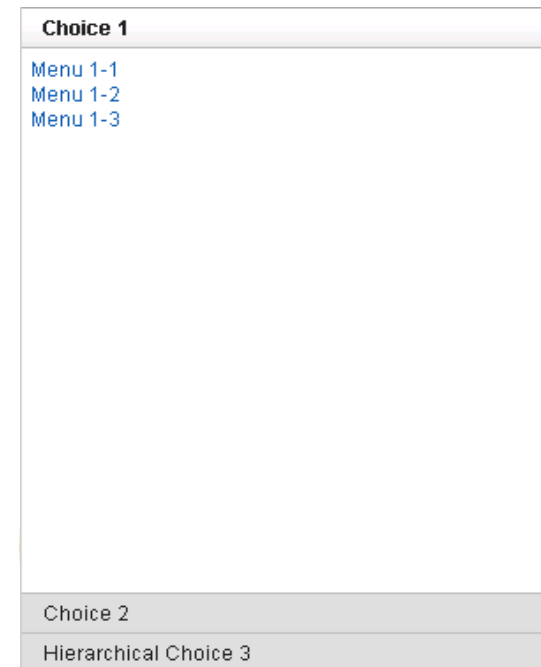 Choice 1
Menu 1-1
Menu 1-2
Menu 1-3
Choice 2
Hierarchical Choice 3